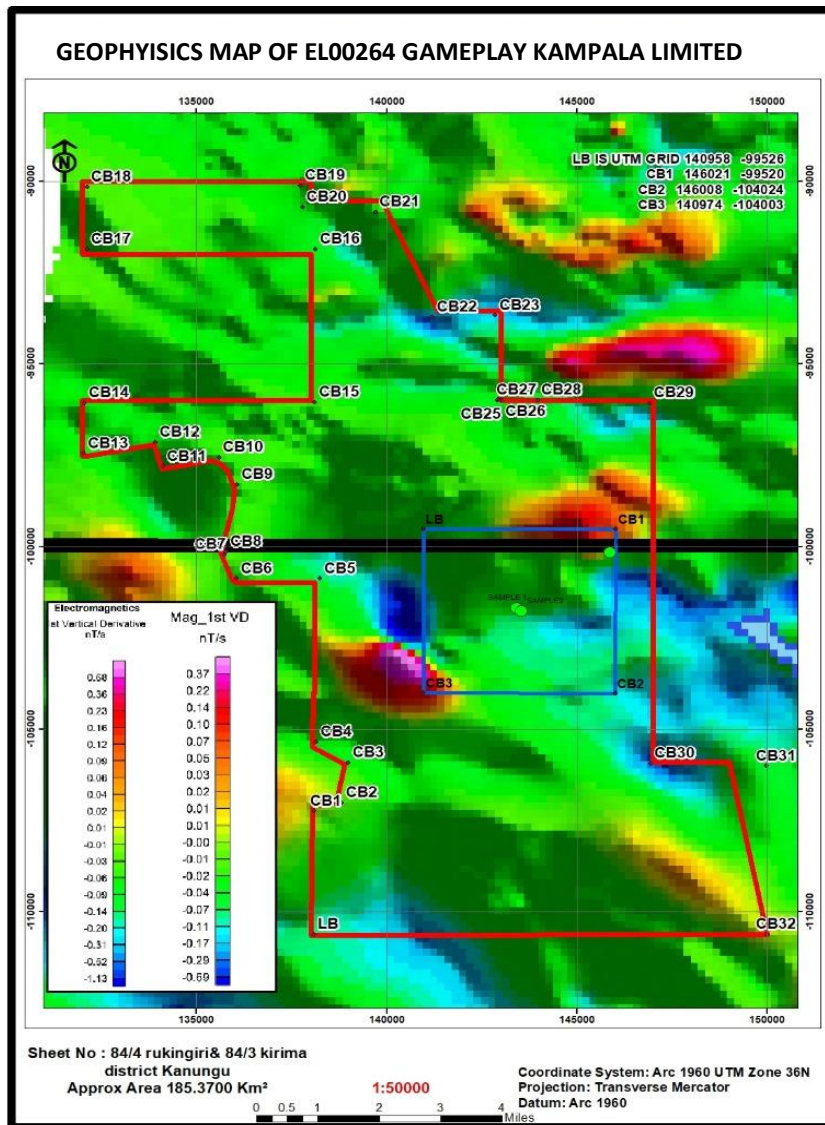 GEOPHYISICS MAP OF EL00264 GAMEPLAY KAMPALA LIMITED
135000 140000 145000 150000
N
LB IS UTM GRID 140958 -99526
CB1 146021 -99520
CB2 146008 -104024
CB3 140974 -104003
-90000
-90000
CB18
CB19
CB20
CB21
CB17
CB16
CB22
CB23
-95000
-95000
CB14
CB15
CB27
CB28
CB29
CB25
CB26
CB12
CB13
CB11
CB10
CB9
LB
CB1
-100000
-100000
CB7
CB8
CB6
CB5
SAMPLE 1
SAMPLE2
CB3
CB2
-105000
-105000
CB4
CB3
CB30
CB31
CB2
CB1
-110000
-110000
LB
CB32
Electromagnetics
st Vertical Derivative
nT/s
0.68
0.36
0.23
0.16
0.12
0.09
0.06
0.04
0.01
0.01
-0.03
-0.06
-0.09
-0.14
-0.20
-0.31
-0.52
-1.13
Mag_1st VD
nT/s
0.37
0.22
0.14
0.10
0.07
0.05
0.03
0.02
0.01
0.01
-0.00
-0.01
-0.02
-0.04
-0.07
-0.11
-0.17
-0.29
-0.69
135000 140000 145000 150000
Sheet No : 84/4 rukingiri& 84/3 kirima
district Kanungu
Approx Area 185.3700 Km²
1:50000
0 0.5 1 2 3 4
Miles
Coordinate System: Arc 1960 UTM Zone 36N
Projection: Transverse Mercator
Datum: Arc 1960